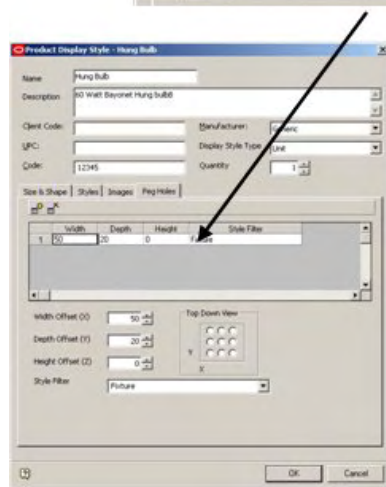 Product Display Style - Hung Bulb
Name Hung Bulb
Description 60 Watt Bayonet Hung bulbB
Client Code: Manufacturer: Generic
UPC: Display Style Type Unit
Code: 12345 Quantity 1
Size & Shape Styles Images Peg Holes
Width Depth Height Style Filter
1 50 20 0 Fixture
Width Offset (X) 50 Top Down View
Depth Offset (Y) 20 Y
Height Offset (Z) 0 X
Style Filter Fixture
OK Cancel